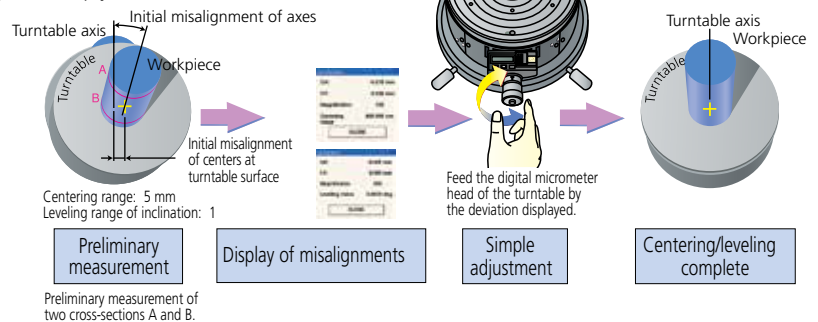 Initial misalignment of axes
Turntable axis
Workpiece
Turntable
A
B
Initial misalignment
of centers at
turntable surface
Centering range: 5 mm
Leveling range of inclination: 1
Preliminary
measurement
Preliminary measurement of
two cross-sections A and B.
Display of misalignments
Feed the digital micrometer
head of the turntable by
the deviation displayed.
Simple
adjustment
Turntable axis
Workpiece
Turntable
Centering/leveling
complete